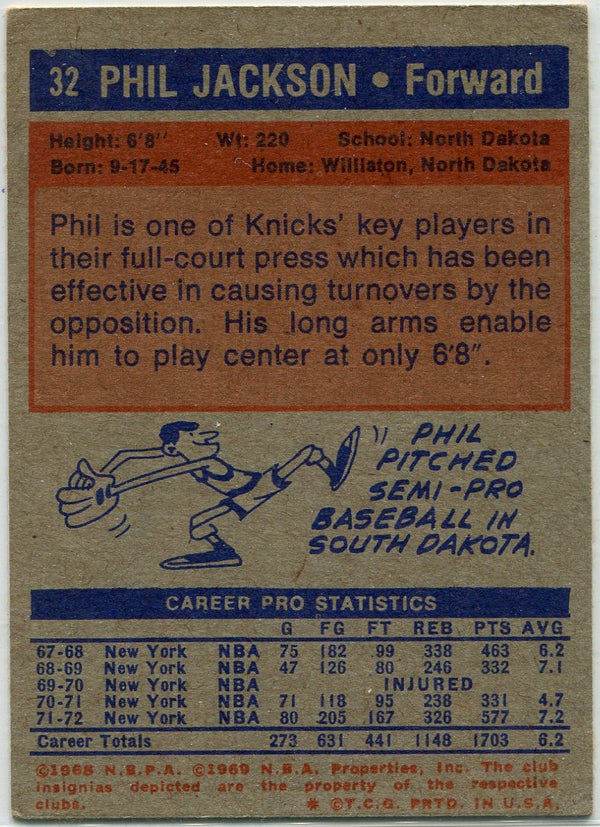 32 PHIL JACKSON • Forward
Height: 6'8" Wt: 220 School: North Dakota
Born: 9-17-45 Home: Williston, North Dakota
Phil is one of Knicks' key players in
their full-court press which has been
effective in causing turnovers by the
opposition. His long arms enable
him to play center at only 6'8".
PHIL
PITCHED
SEMI-PRO
BASEBALL IN
SOUTH DAKOTA.
CAREER PRO STATISTICS
G FG FT REB PTS AVG
67-68 New York NBA 75 182 99 338 463 6.2
68-69 New York NBA 47 126 80 246 332 7.1
69-70 New York NBA INJURED
70-71 New York NBA 71 118 95 238 331 4.7
71-72 New York NBA 80 205 167 326 577 7.2
Career Totals 273 631 441 1148 1703 6.2
©1968 N.B.P.A. ©1969 N.B.A. Properties, Inc. The club
insignias depicted are the property of the respective
clubs. * ©T.C.G. PRTD. IN U.S.A.